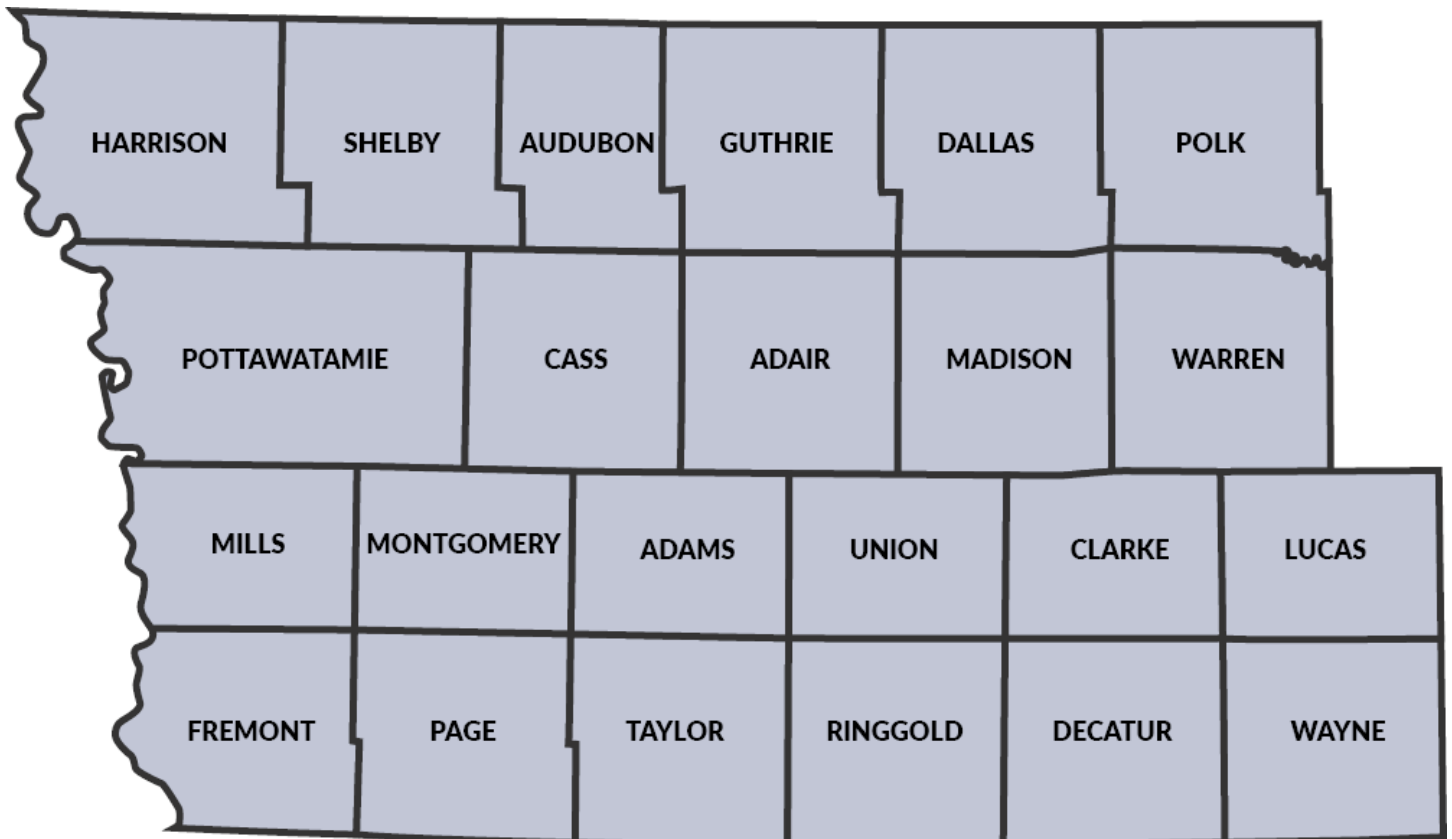 HARRISON
SHELBY
AUDUBON
GUTHRIE
DALLAS
POLK
POTTAWATAMIE
CASS
ADAIR
MADISON
WARREN
MILLS
MONTGOMERY
ADAMS
UNION
CLARKE
LUCAS
FREMONT
PAGE
TAYLOR
RINGGOLD
DECATUR
WAYNE